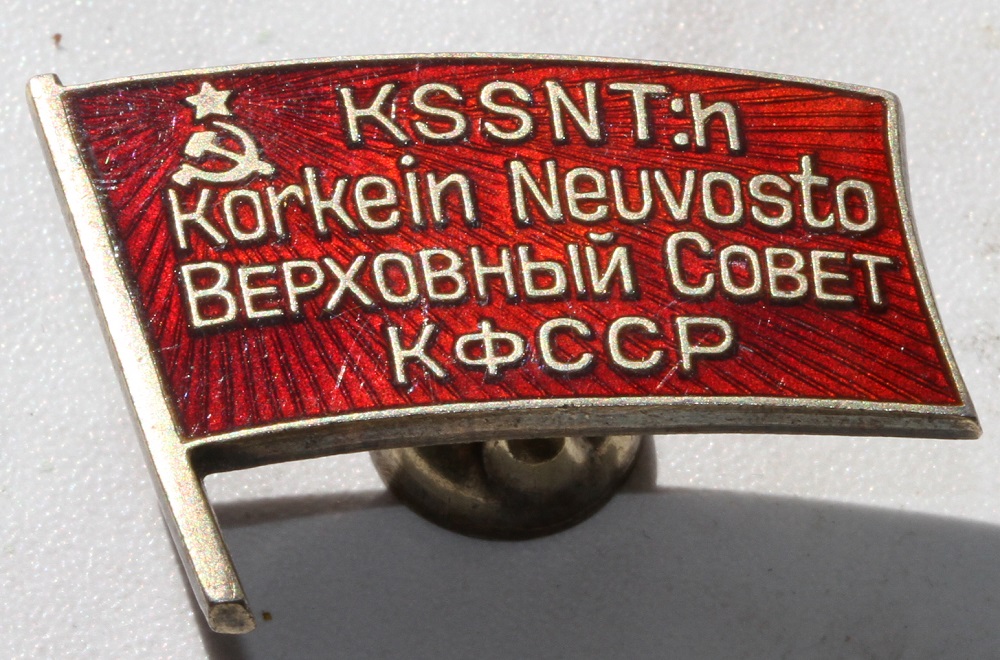 KSSNT:n
Korkein Neuvosto
ВЕРХОВНЫЙ СОВЕТ
КФССР